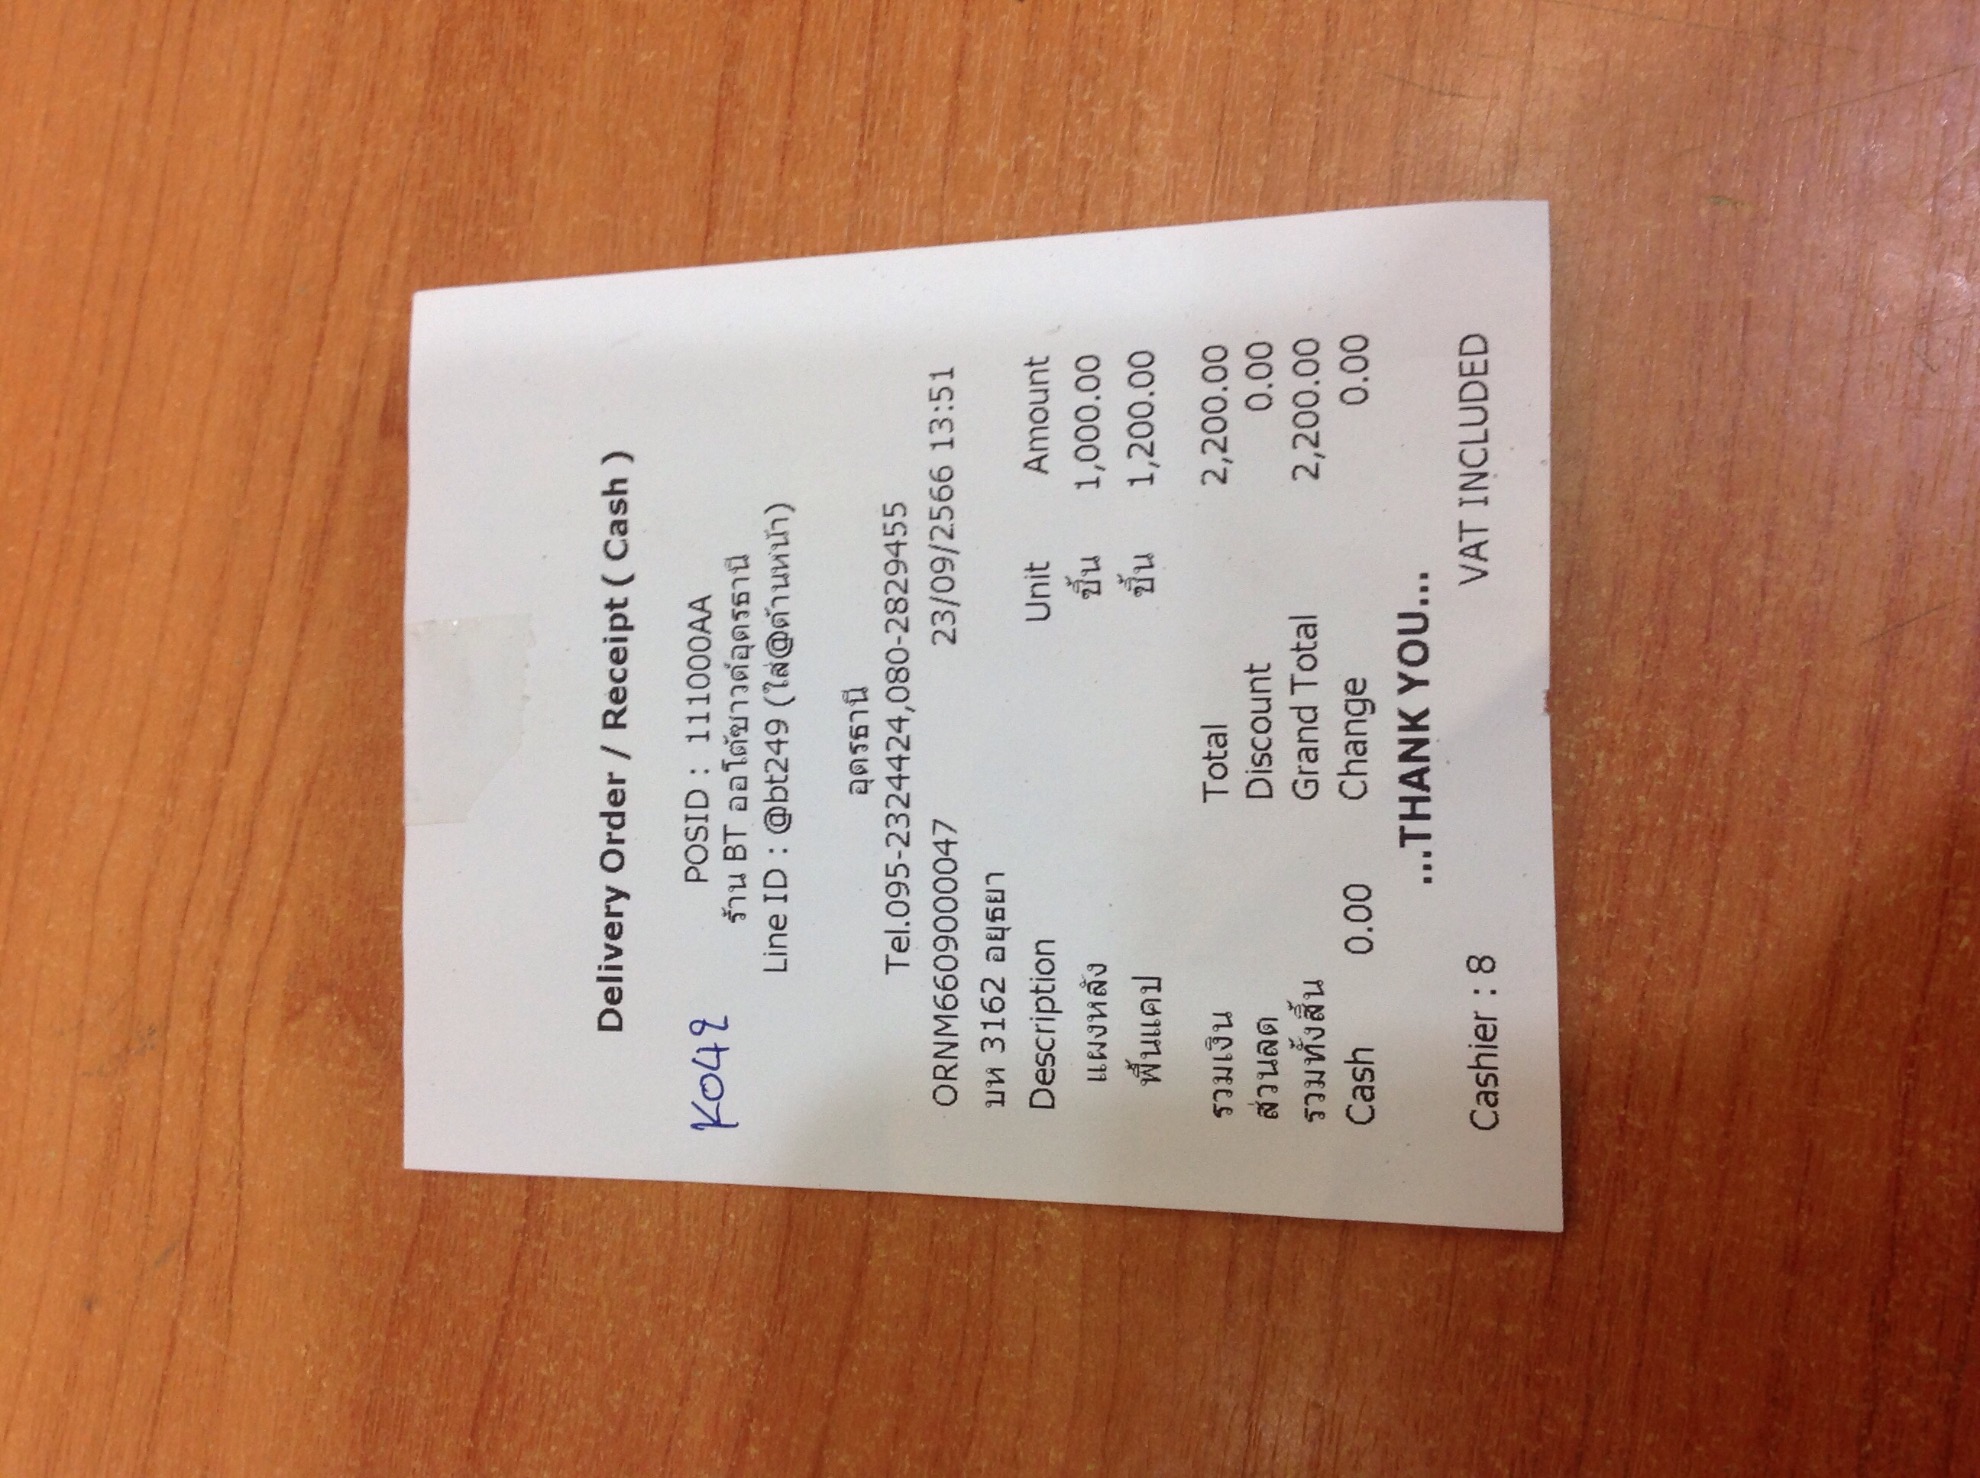 Delivery Order / Receipt ( Cash )
K049
POSID : 111000AA
ร้าน BT ออโต้ซาวด์อุดรธานี
Line ID : @bt249 (ใส่@ด้านหน้า)
อุดรธานี
Tel.095-2324424,080-2829455
ORNM6609000047 23/09/2566 13:51
บห 3162 อยุธยา
Description Unit Amount
แผงหลัง ชิ้น 1,000.00
พื้นแคป ชิ้น 1,200.00
รวมเงิน Total 2,200.00
ส่วนลด Discount 0.00
รวมทั้งสิ้น Grand Total 2,200.00
Cash 0.00 Change 0.00
...THANK YOU...
Cashier : 8 VAT INCLUDED